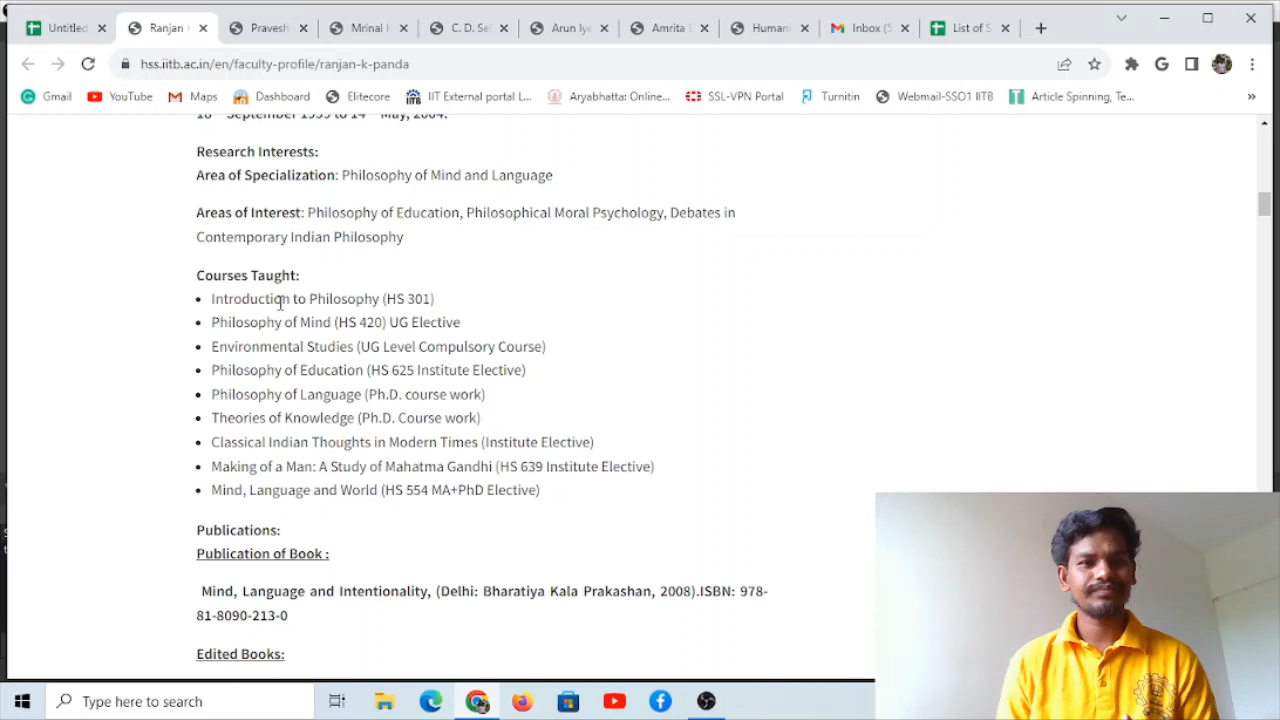 Untitled
Ranjan
Pravesh
Mrinal
C. D. Se
Arun Iye
Amrita
Humani
Inbox (5
List of S
hss.iitb.ac.in/en/faculty-profile/ranjan-k-panda
Gmail
YouTube
Maps
Dashboard
Elitecore
IIT External portal L...
Aryabhatta: Online...
SSL-VPN Portal
Turnitin
Webmail-SSO1 IITB
Article Spinning, Te...
»
September 1999 to 14 May, 2004.
Research Interests:
Area of Specialization: Philosophy of Mind and Language
Areas of Interest: Philosophy of Education, Philosophical Moral Psychology, Debates in
Contemporary Indian Philosophy
Courses Taught:
• Introduction to Philosophy (HS 301)
• Philosophy of Mind (HS 420) UG Elective
• Environmental Studies (UG Level Compulsory Course)
• Philosophy of Education (HS 625 Institute Elective)
• Philosophy of Language (Ph.D. course work)
• Theories of Knowledge (Ph.D. Course work)
• Classical Indian Thoughts in Modern Times (Institute Elective)
• Making of a Man: A Study of Mahatma Gandhi (HS 639 Institute Elective)
• Mind, Language and World (HS 554 MA+PhD Elective)
Publications:
Publication of Book :
Mind, Language and Intentionality, (Delhi: Bharatiya Kala Prakashan, 2008).ISBN: 978-
81-8090-213-0
Edited Books:
Type here to search